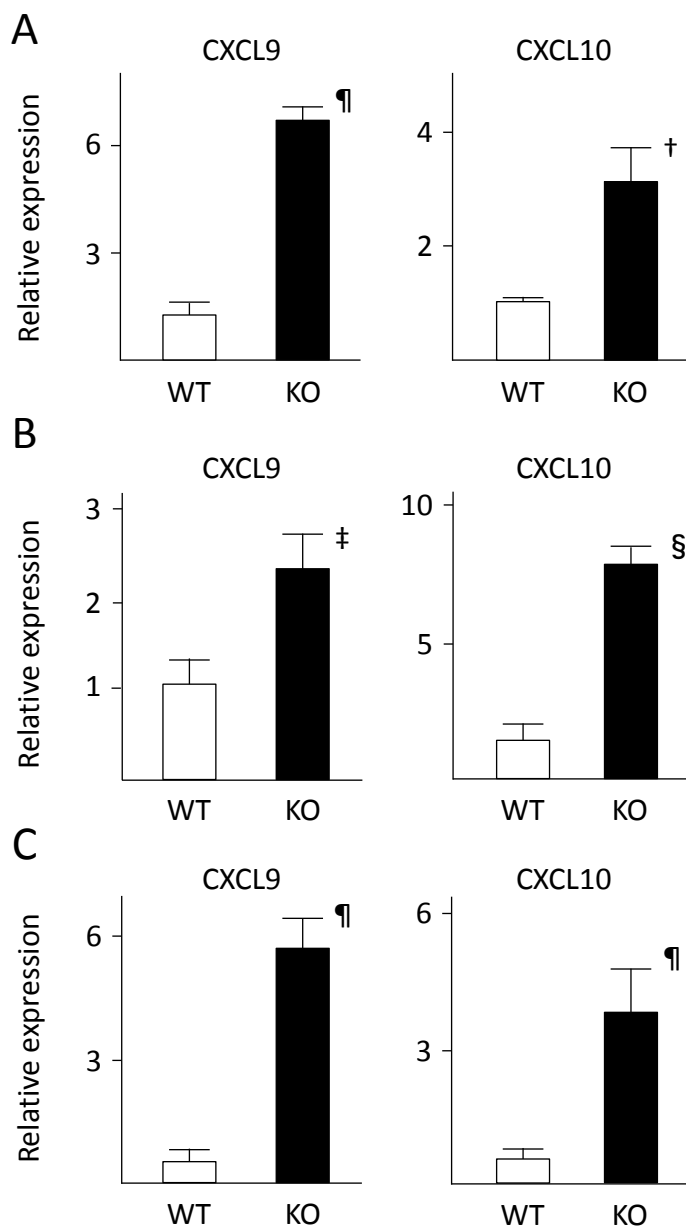 A
CXCL9 CXCL10
Relative expression
6
3
¶
4
2
†
WT KO WT KO
B
CXCL9 CXCL10
Relative expression
3
2
1
‡
10
5
§
WT KO WT KO
C
CXCL9 CXCL10
Relative expression
6
3
¶
6
3
¶
WT KO WT KO